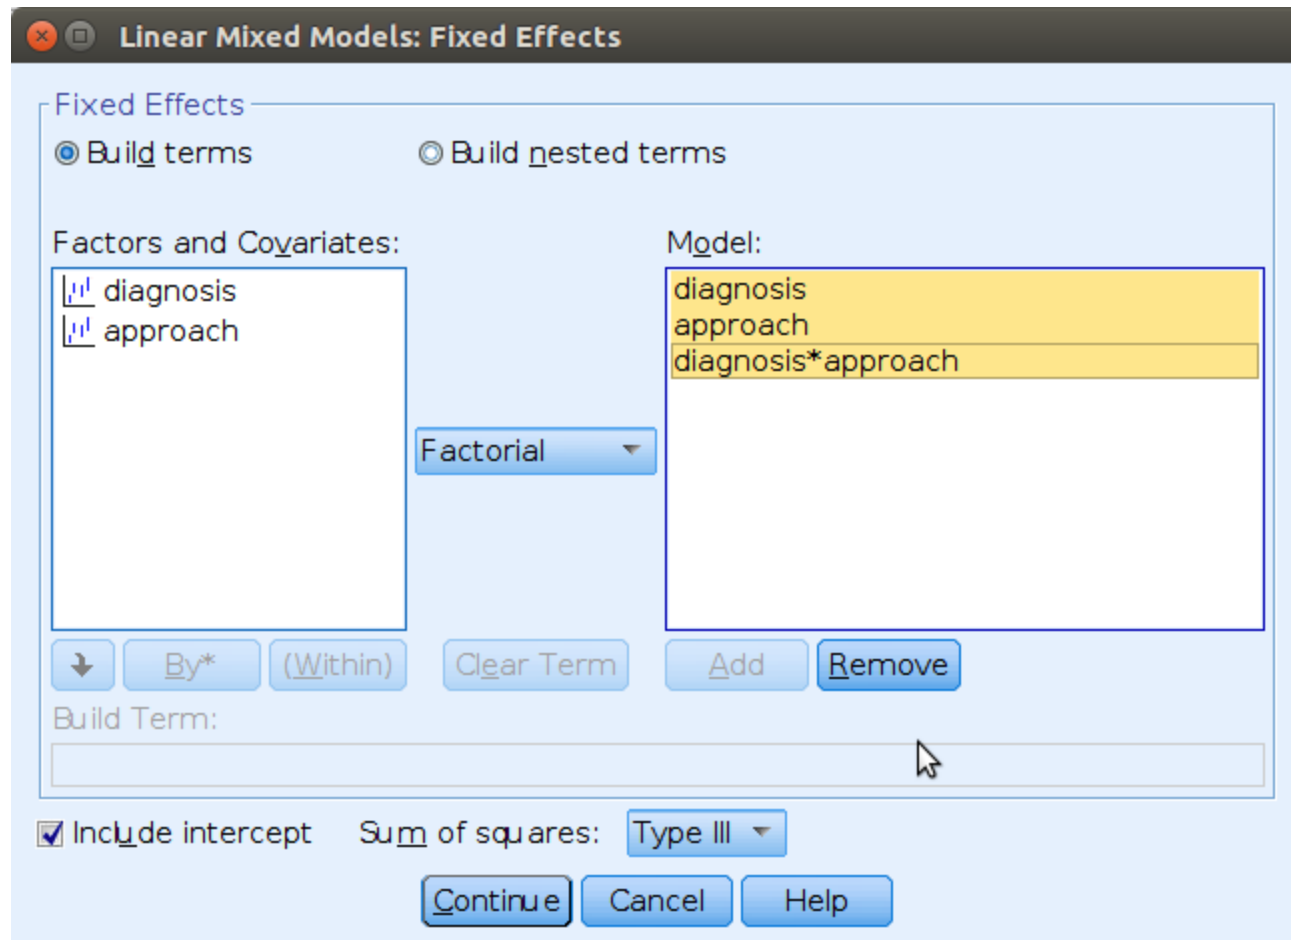 Linear Mixed Models: Fixed Effects
Fixed Effects
Build terms
Build nested terms
Factors and Covariates:
Model:
diagnosis
approach
diagnosis
approach
diagnosis*approach
Factorial
By*
(Within)
Clear Term
Add
Remove
Build Term:
Include intercept
Sum of squares:
Type III
Continue
Cancel
Help